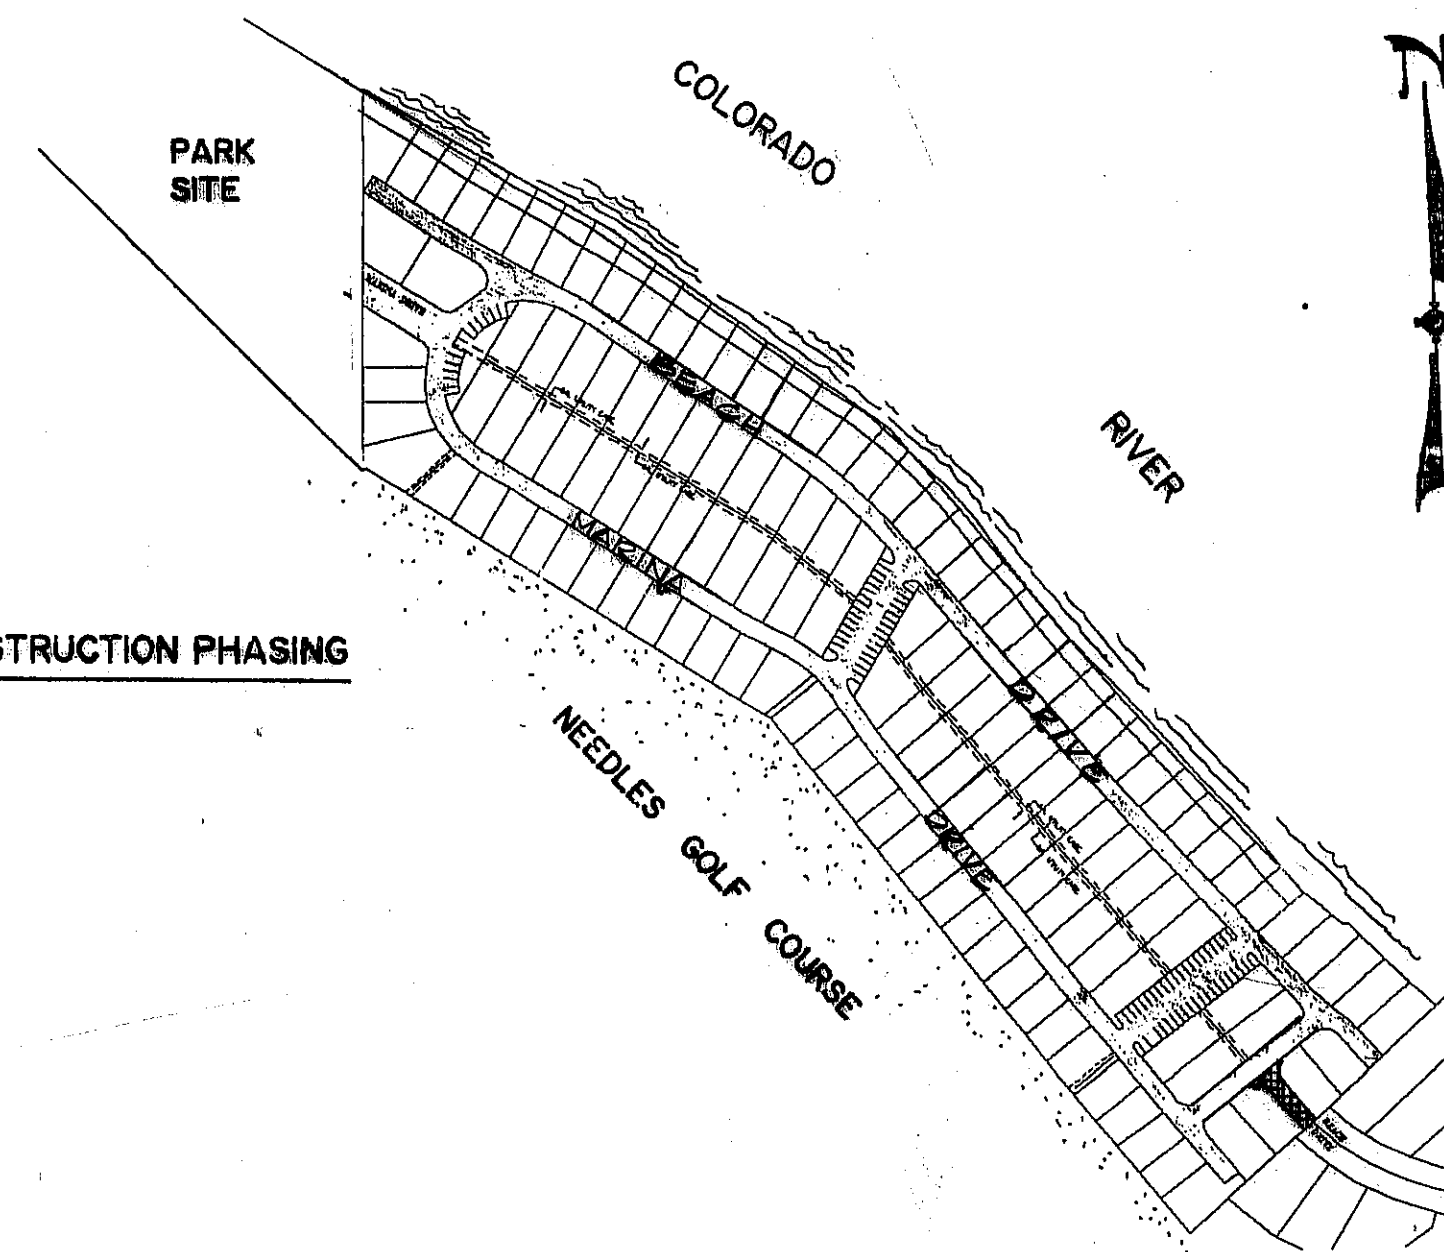 COLORADO
RIVER
PARK
SITE
BEACH
DRIVE
MARINA
DRIVE
STRUCTION PHASING
NEEDLES GOLF COURSE
N